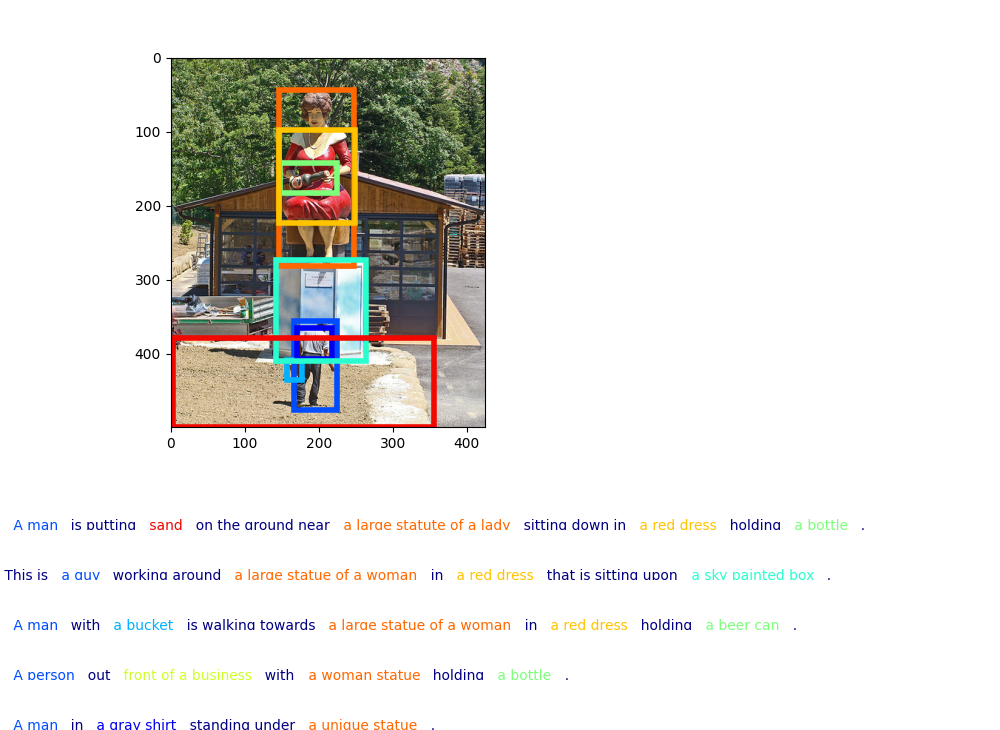 0
100
200
300
400
0 100 200 300 400
A man is putting sand on the ground near a large statute of a lady sitting down in a red dress holding a bottle .
This is a guy working around a large statue of a woman in a red dress that is sitting upon a sky painted box .
A man with a bucket is walking towards a large statue of a woman in a red dress holding a beer can .
A person out front of a business with a woman statue holding a bottle .
A man in a gray shirt standing under a unique statue .